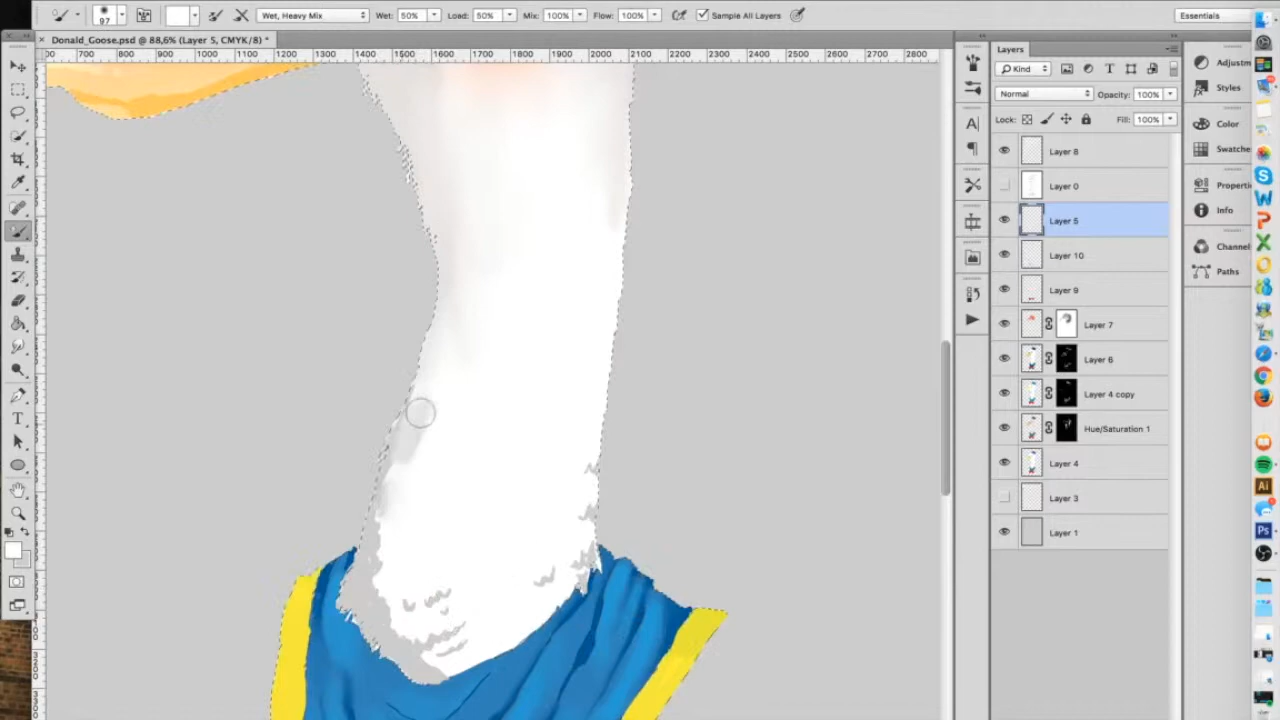 97 Wet, Heavy Mix Wet: 50% Load: 50% Mix: 100% Flow: 100% Sample All Layers Essentials
× Donald_Goose.psd @ 88,6% (Layer 5, CMYK/8) *
700 800 900 1000 1100 1200 1300 1400 1500 1600 1700 1800 1900 2000 2100 2200 2300 2400 2500 2600 2700 2800
Layers
Kind
Normal Opacity: 100%
Lock: Fill: 100%
Layer 8
Layer 0
Layer 5
Layer 10
Layer 9
Layer 7
Layer 6
Layer 4 copy
Hue/Saturation 1
Layer 4
Layer 3
Layer 1
Adjustm
Styles
Color
Swatche
Properti
Info
Channel
Paths
Ai
Ps